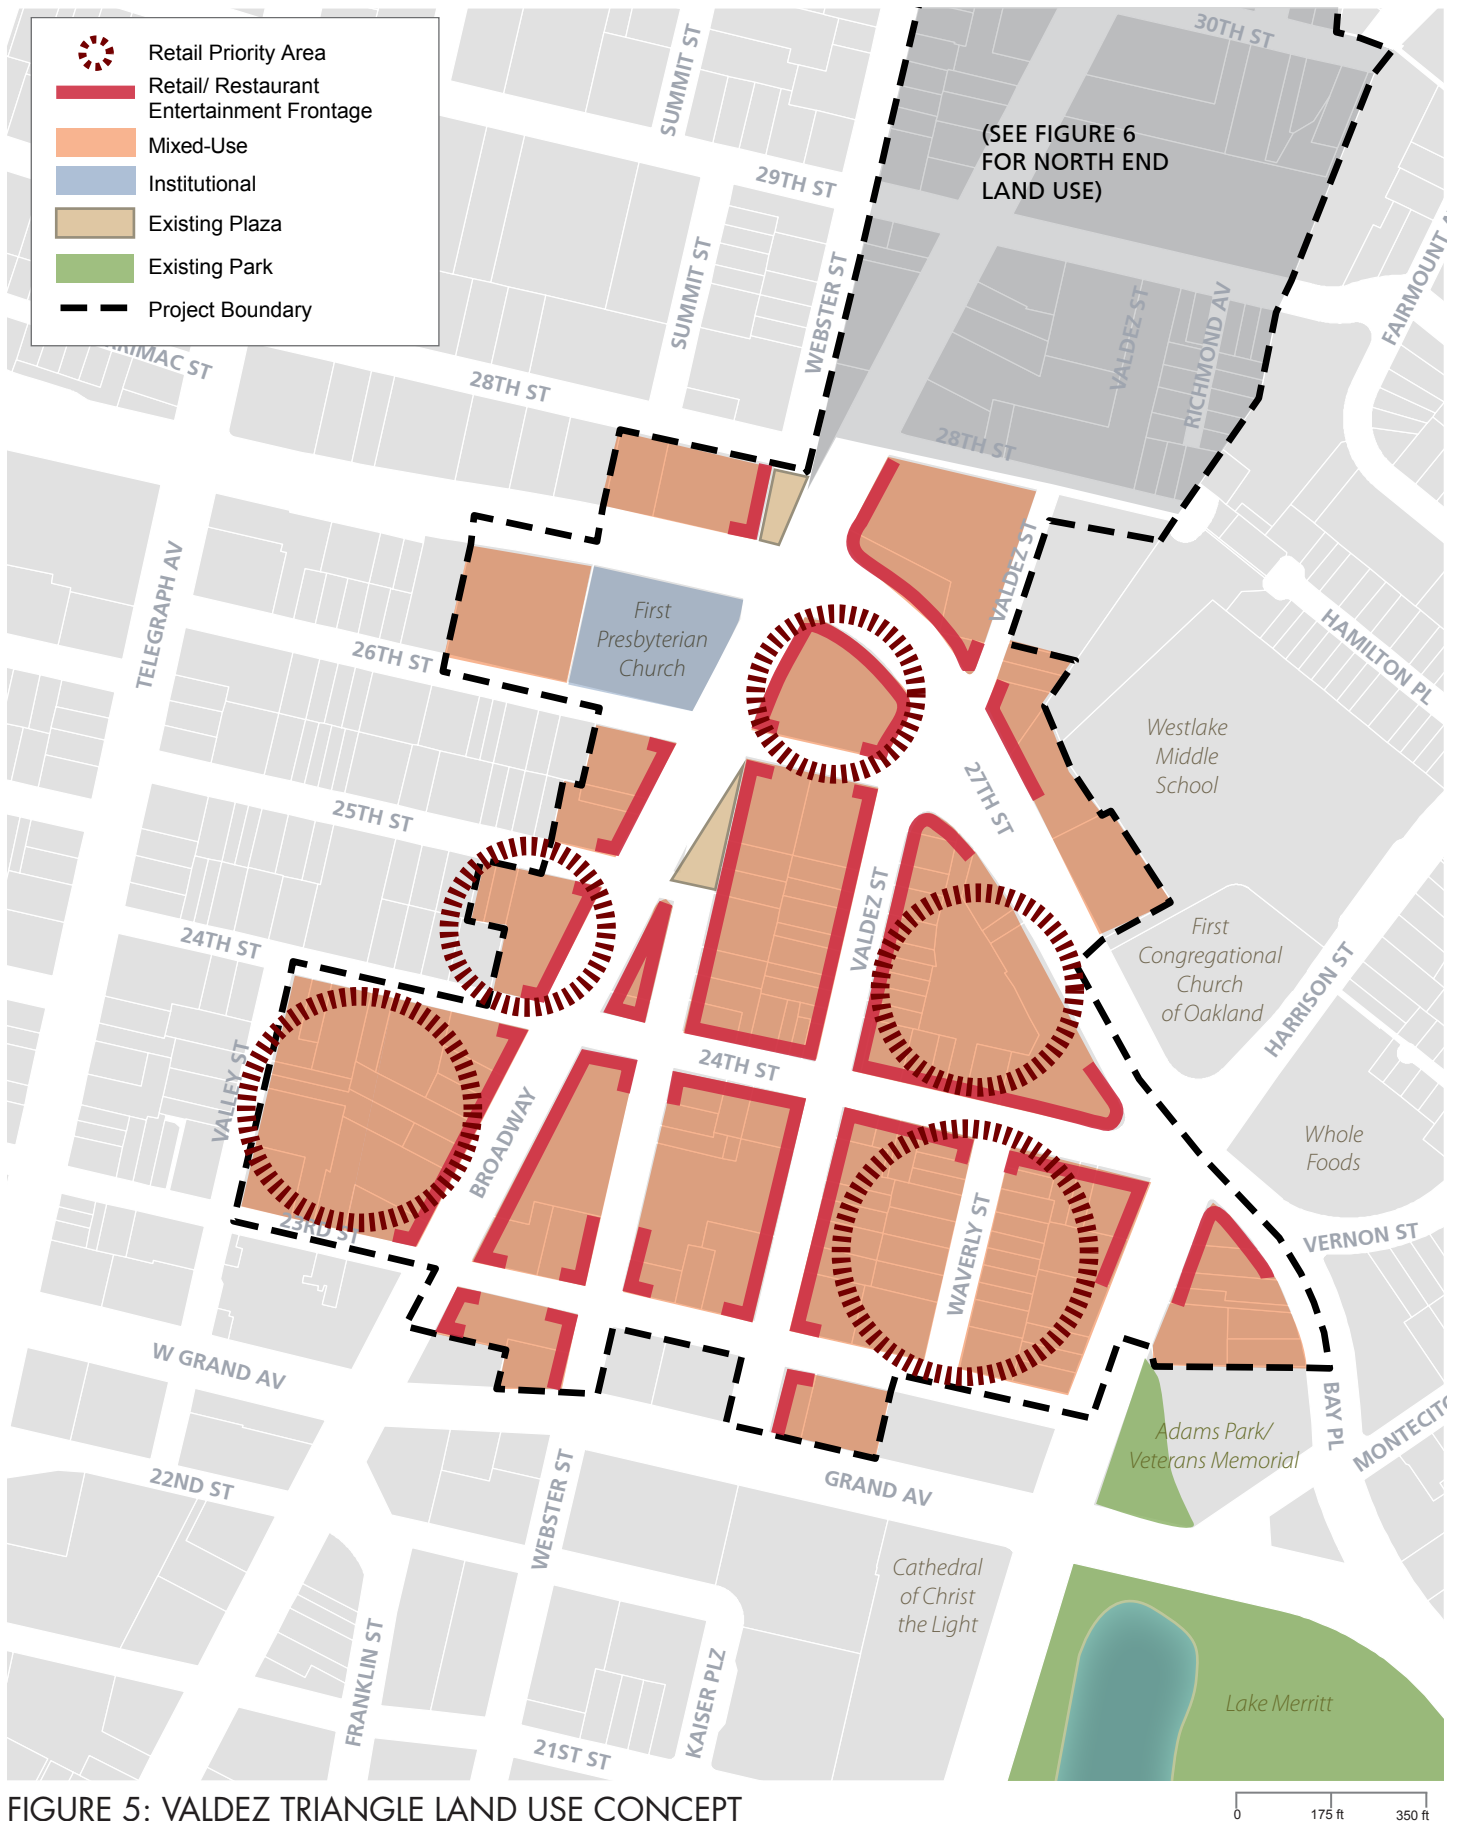 Retail Priority Area
Retail/ Restaurant
Entertainment Frontage
Mixed-Use
Institutional
Existing Plaza
Existing Park
Project Boundary
30TH ST
(SEE FIGURE 6
FOR NORTH END
LAND USE)
SUMMIT ST
29TH ST
SUMMIT ST
WEBSTER ST
FAIRMOUNT A
VALDEZ ST
RICHMOND AV
RIMAC ST
28TH ST
28TH ST
TELEGRAPH AV
VALDEZ ST
First
Presbyterian
Church
HAMILTON PL
26TH ST
Westlake
Middle
School
27TH ST
25TH ST
VALDEZ ST
First
Congregational
Church
of Oakland
24TH ST
HARRISON ST
24TH ST
VALLEY ST
BROADWAY
Whole
Foods
23RD ST
WAVERLY ST
VERNON ST
W GRAND AV
BAY PL
MONTECITO
Adams Park/
Veterans Memorial
22ND ST
GRAND AV
WEBSTER ST
Cathedral
of Christ
the Light
FRANKLIN ST
KAISER PLZ
Lake Merritt
21ST ST
FIGURE 5: VALDEZ TRIANGLE LAND USE CONCEPT
0 175 ft 350 ft